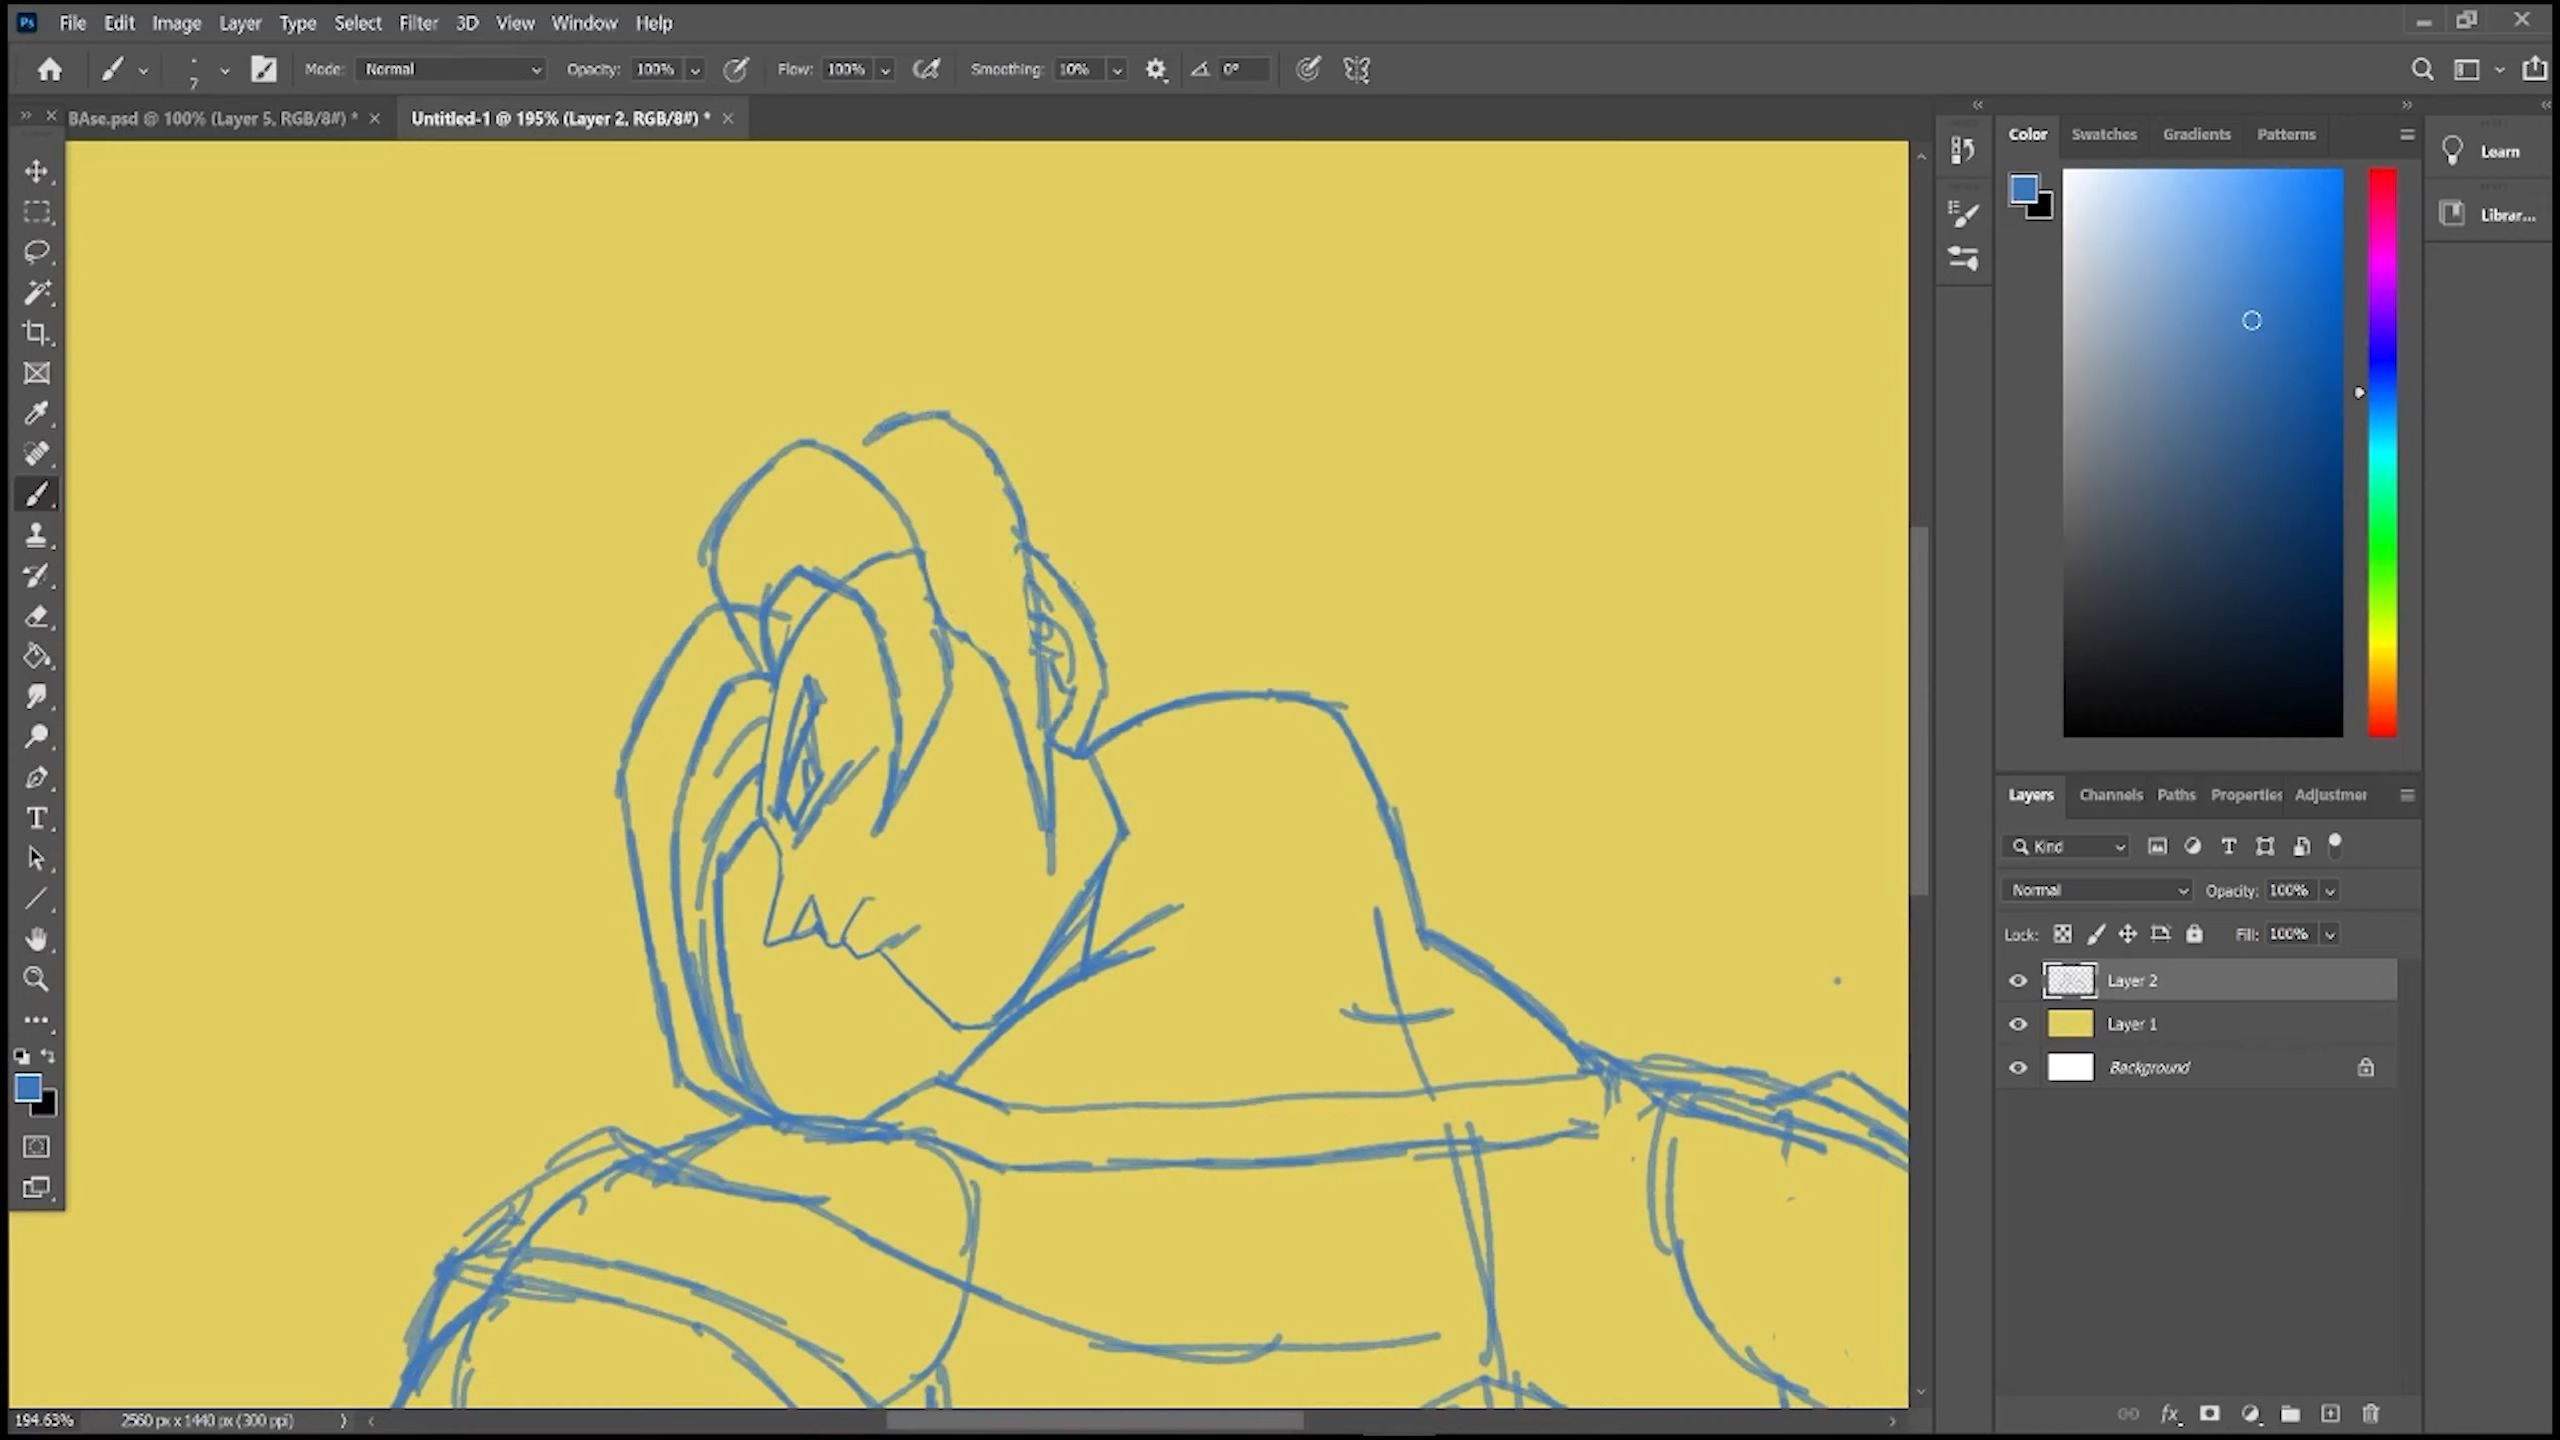 Ps File Edit Image Layer Type Select Filter 3D View Window Help
7 Mode: Normal Opacity: 100% Flow: 100% Smoothing: 10% 0°
BAse.psd @ 100% (Layer 5, RGB/8#) * Untitled-1 @ 195% (Layer 2, RGB/8#) *
Color Swatches Gradients Patterns
Learn
Librar...
Layers Channels Paths Properties Adjustmer
Kind
Normal Opacity: 100%
Lock: Fill: 100%
Layer 2
Layer 1
Background
fx
194.63% 2560 px x 1440 px (300 ppi)